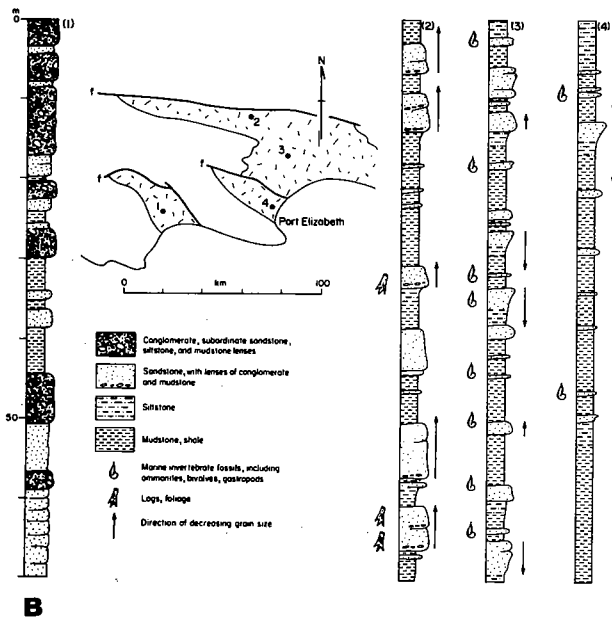 m
0
(1)
(2)
(3)
(4)
N
f
2
3
f
f
1
4
Port Elizabeth
km
0 100
Conglomerate, subordinate sandstone,
siltstone, and mudstone lenses
Sandstone, with lenses of conglomerate
and mudstone
Siltstone
Mudstone, shale
Marine invertebrate fossils, including
ammonites, bivalves, gastropods
Logs, foliage
Direction of decreasing grain size
50
B